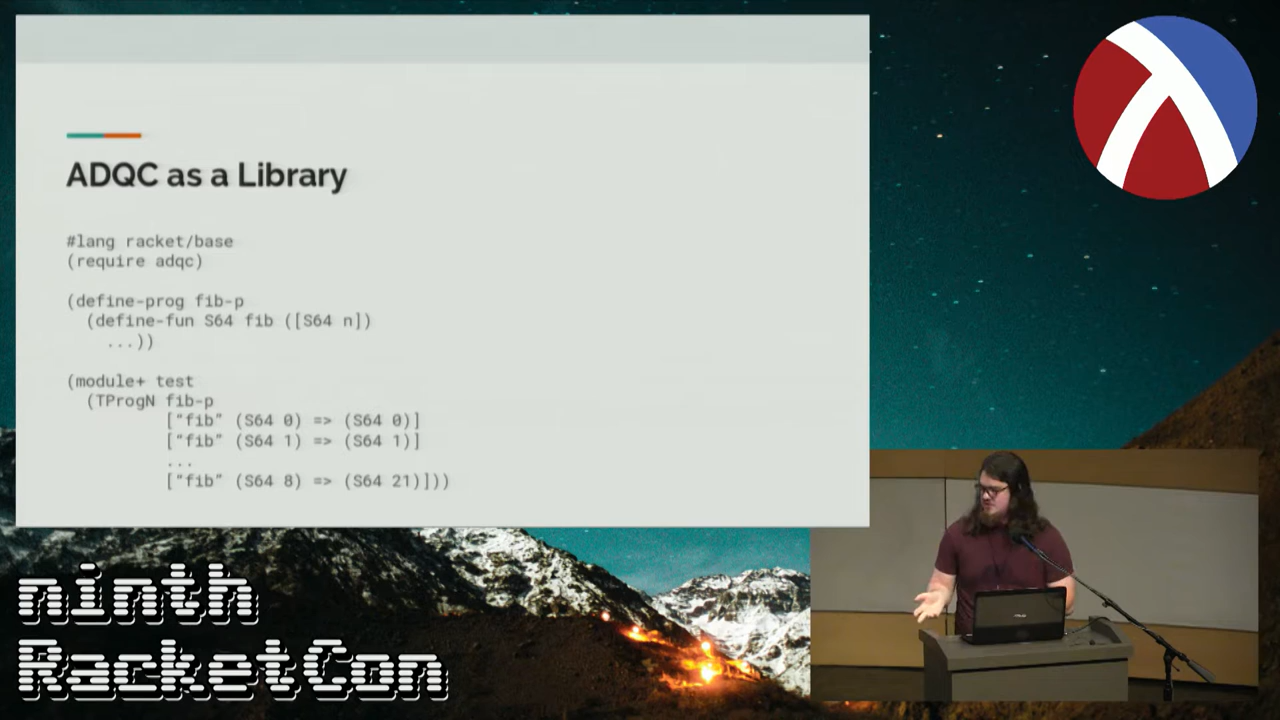 ADQC as a Library
#lang racket/base
(require adqc)
(define-prog fib-p
(define-fun S64 fib ([S64 n])
...))
(module+ test
(TProgN fib-p
["fib" (S64 0) => (S64 0)]
["fib" (S64 1) => (S64 1)]
...
["fib" (S64 8) => (S64 21)]))
ninth
RacketCon